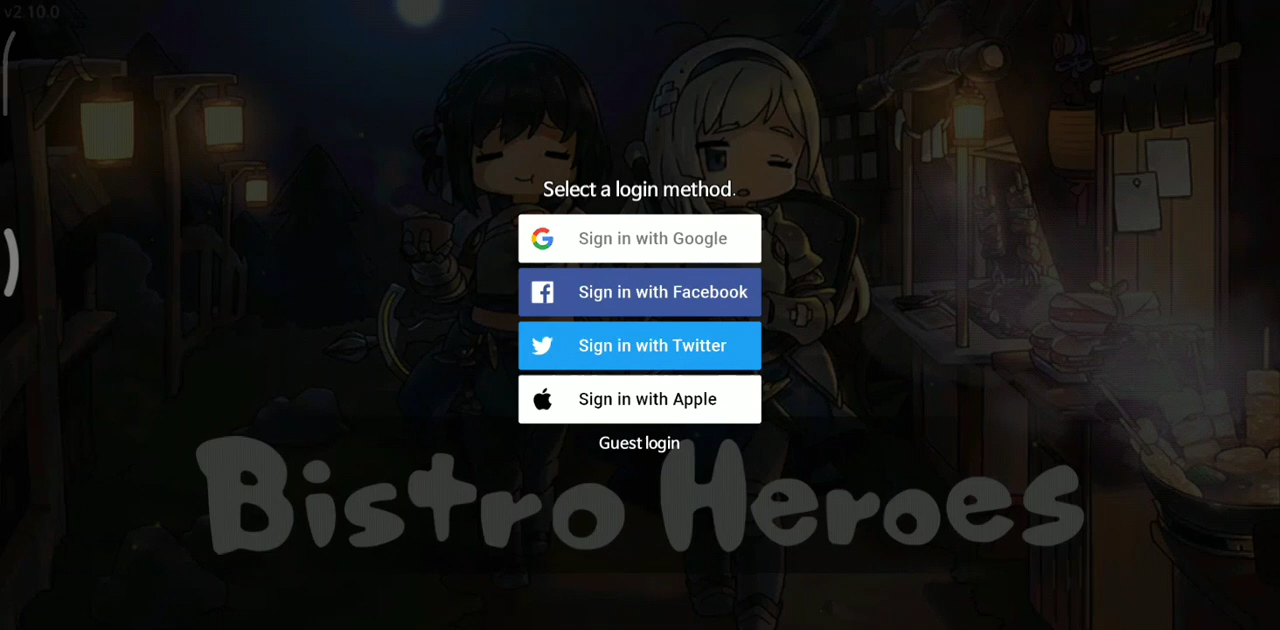 v2.10.0
Select a login method.
Sign in with Google
Sign in with Facebook
Sign in with Twitter
Sign in with Apple
Guest login
Bistro Heroes